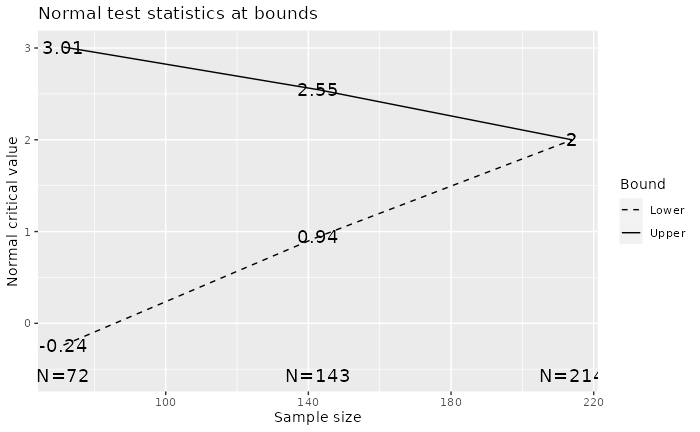 Normal test statistics at bounds
Normal critical value
3
2
1
0
3.01
2.55
2
0.94
-0.24
N=72
N=143
N=214
100
140
180
220
Sample size
Bound
Lower
Upper